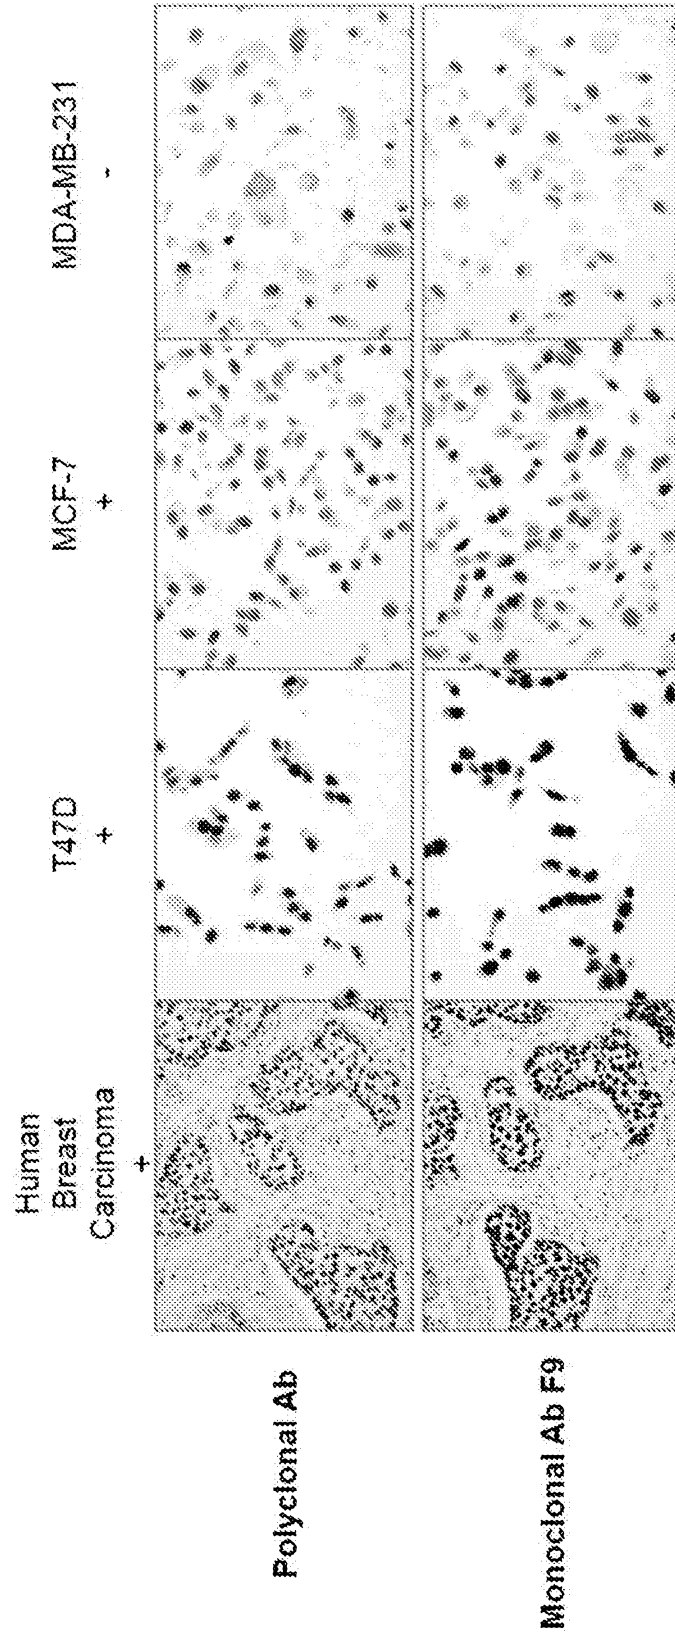 Human
Breast
Carcinoma
+
T47D
+
MCF-7
+
MDA-MB-231
-
Polyclonal Ab
Monoclonal Ab F9